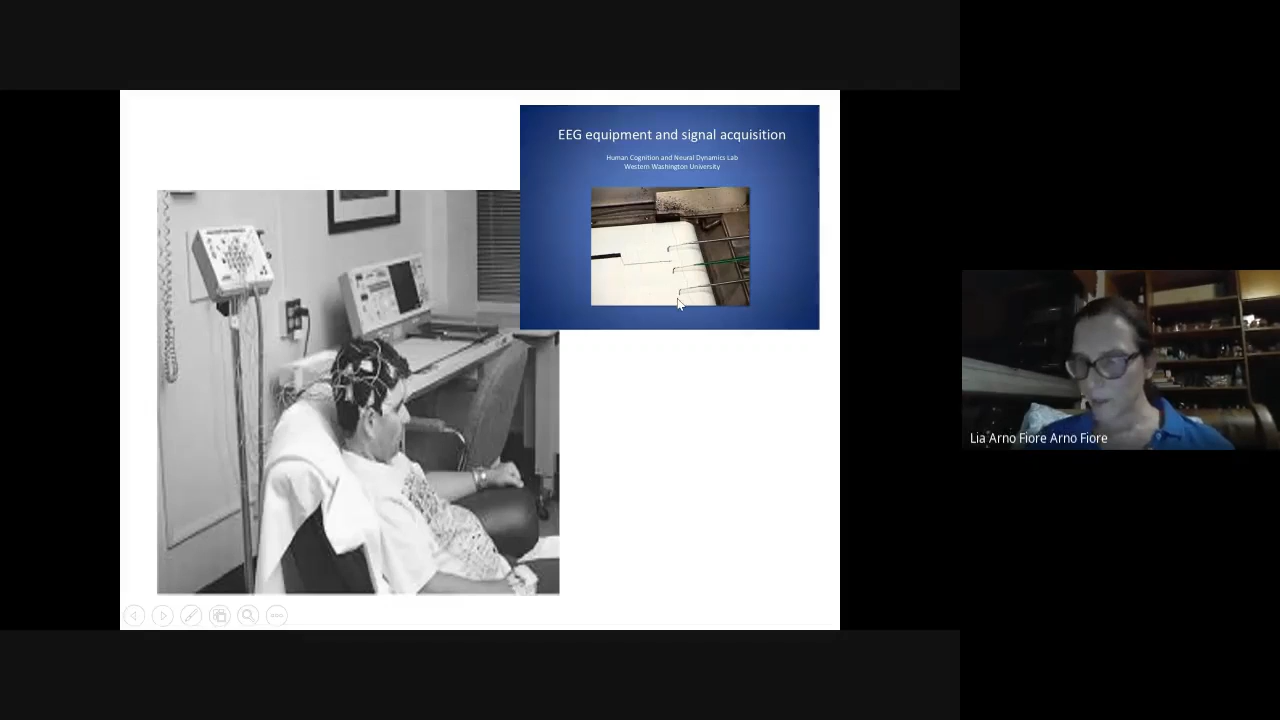 EEG equipment and signal acquisition
Human Cognition and Neural Dynamics Lab
Western Washington University
Lia Arno Fiore Arno Fiore